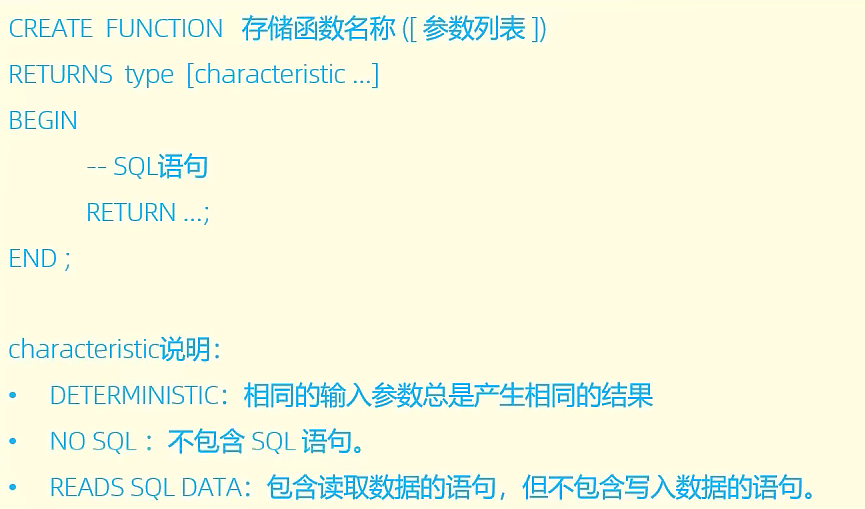 CREATE FUNCTION 存储函数名称 ([ 参数列表 ])
RETURNS type [characteristic ...]
BEGIN
-- SQL语句
RETURN ...;
END ;
characteristic说明：
• DETERMINISTIC：相同的输入参数总是产生相同的结果
• NO SQL ：不包含 SQL 语句。
• READS SQL DATA：包含读取数据的语句，但不包含写入数据的语句。